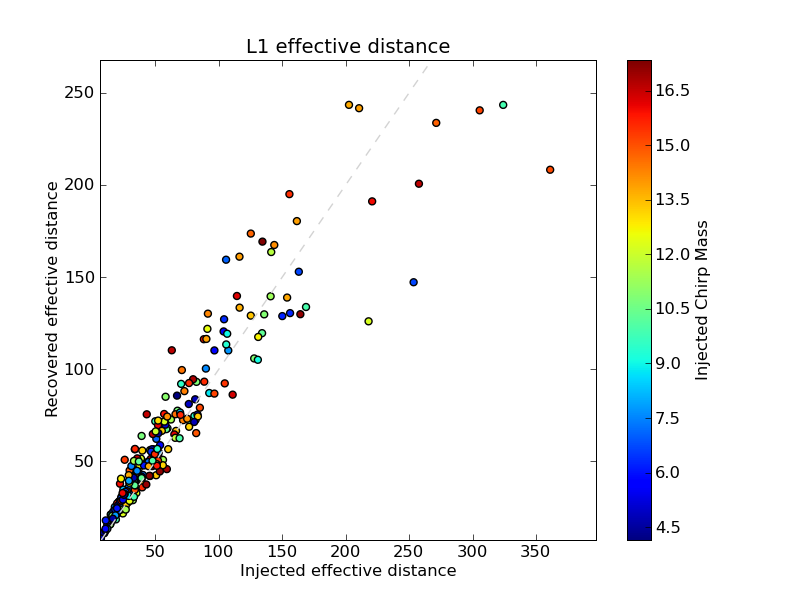 L1 effective distance
Recovered effective distance
250
200
150
100
50
50 100 150 200 250 300 350
Injected effective distance
16.5
15.0
13.5
12.0
10.5
9.0
7.5
6.0
4.5
Injected Chirp Mass